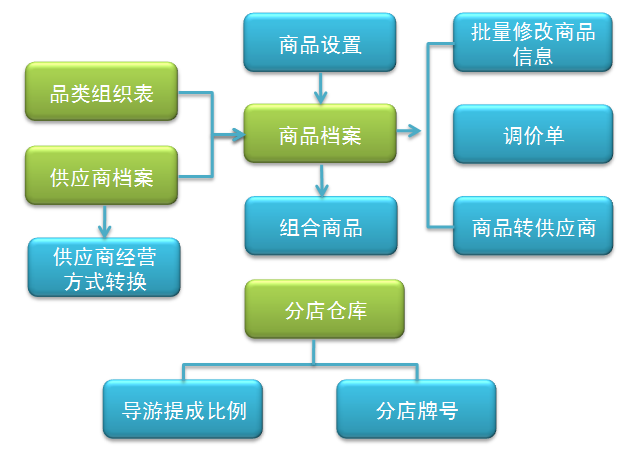 商品设置
批量修改商品
信息
品类组织表
商品档案
调价单
供应商档案
组合商品
商品转供应商
供应商经营
方式转换
分店仓库
导游提成比例
分店牌号